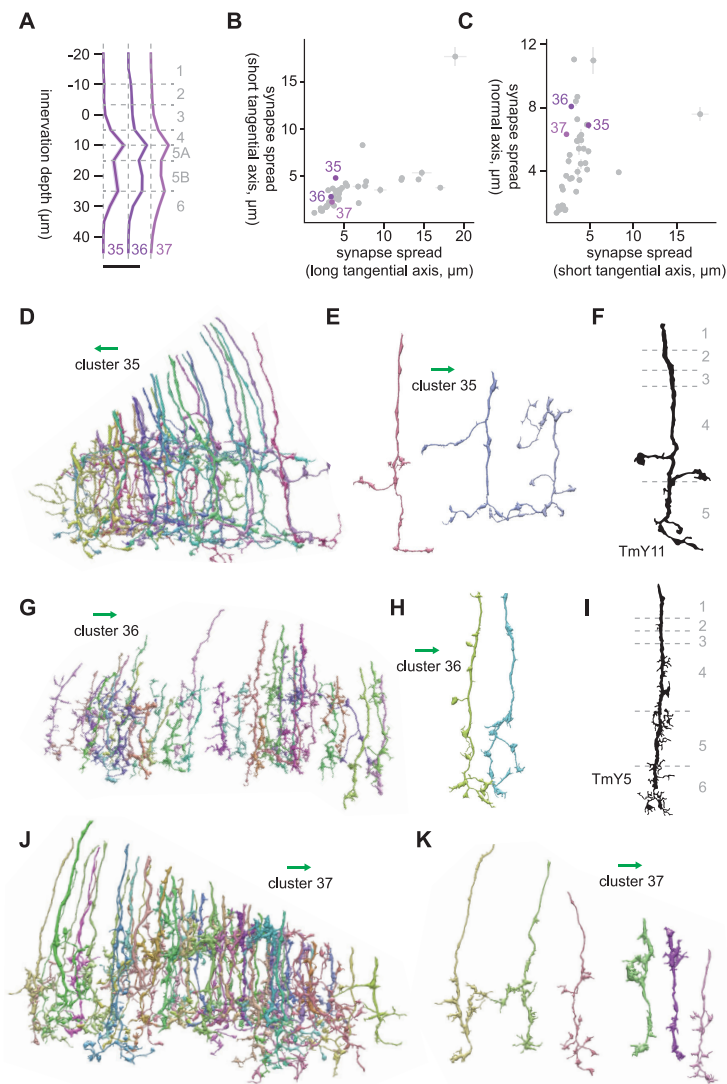 A
-20
-10
0
10
20
30
40
innervation depth (µm)
1
2
3
4
5A
5B
6
35 36 37
B
synapse spread
(short tangential axis, µm)
15
10
5
35
36
37
5 10 15 20
synapse spread
(long tangential axis, µm)
C
synapse spread
(normal axis, µm)
12
8
4
36
35
37
5 10 15
synapse spread
(short tangential axis, µm)
D
cluster 35
E
cluster 35
F
1
2
3
4
5
TmY11
G
cluster 36
H
cluster 36
I
1
2
3
4
5
6
TmY5
J
cluster 37
K
cluster 37